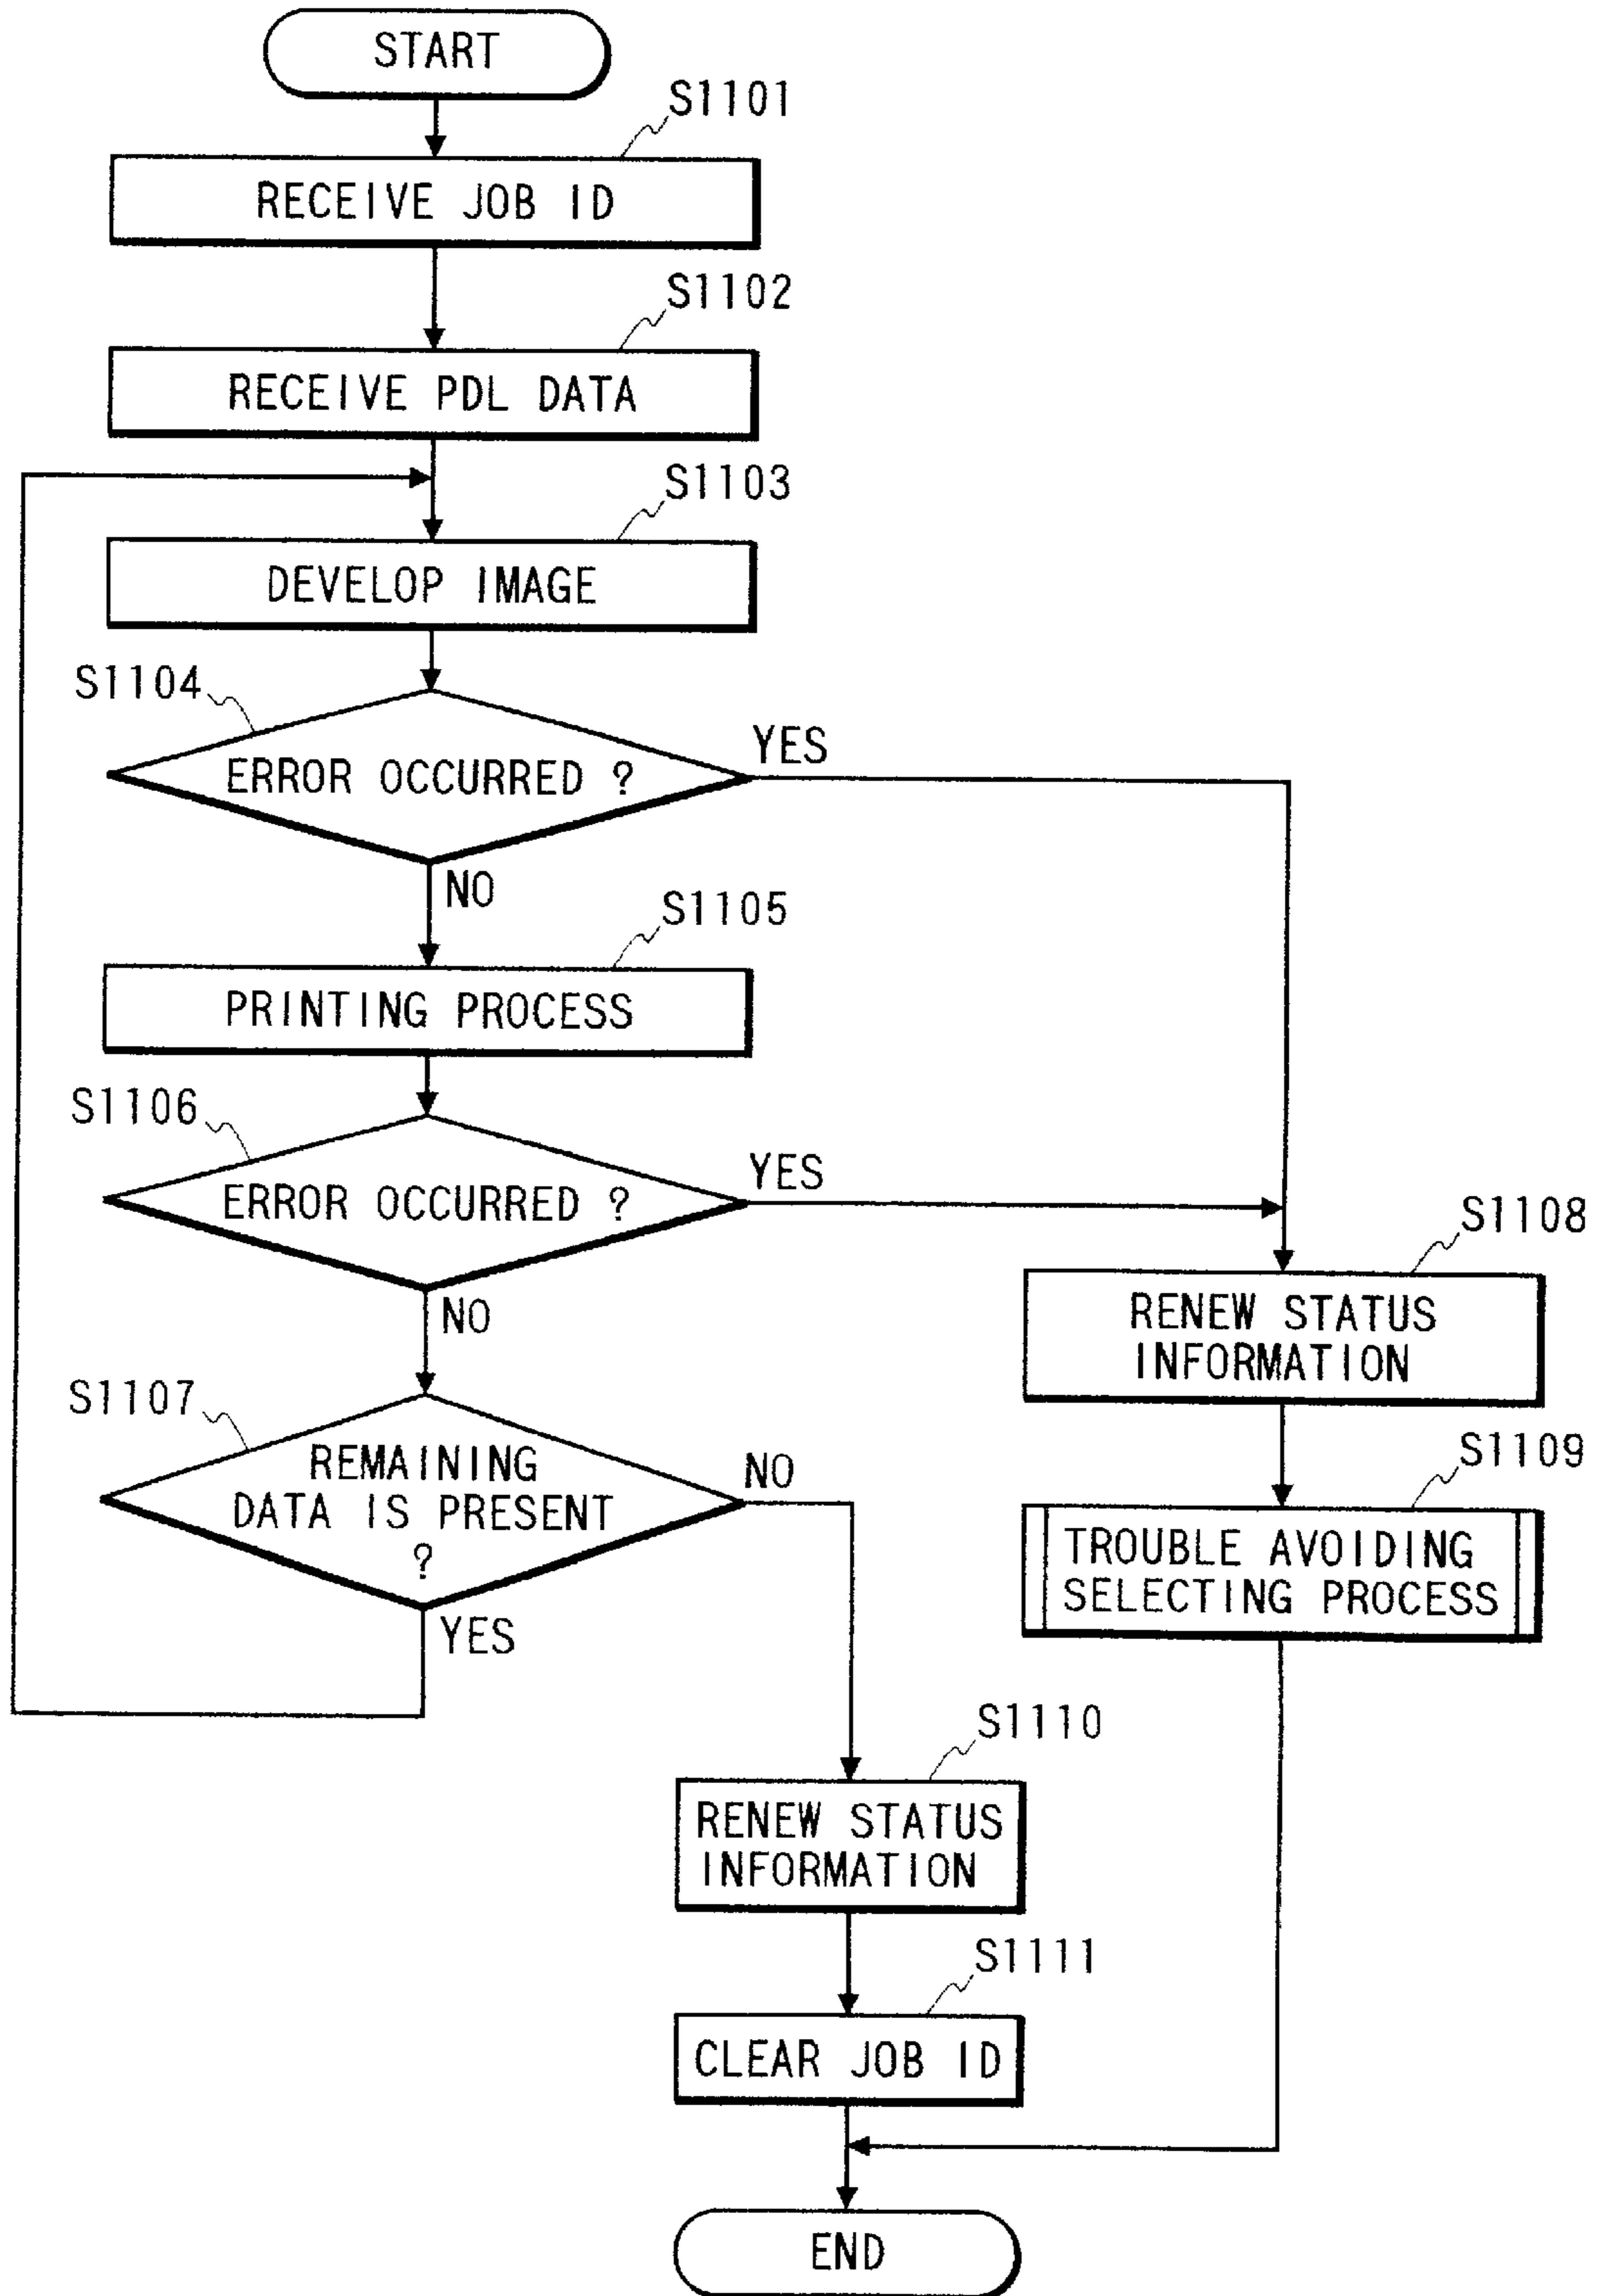 START
S1101
RECEIVE JOB ID
S1102
RECEIVE PDL DATA
S1103
DEVELOP IMAGE
S1104
ERROR OCCURRED ?
YES
NO
S1105
PRINTING PROCESS
S1106
ERROR OCCURRED ?
YES
NO
S1107
REMAINING
DATA IS PRESENT
?
NO
YES
S1108
RENEW STATUS
INFORMATION
S1109
TROUBLE AVOIDING
SELECTING PROCESS
S1110
RENEW STATUS
INFORMATION
S1111
CLEAR JOB ID
END